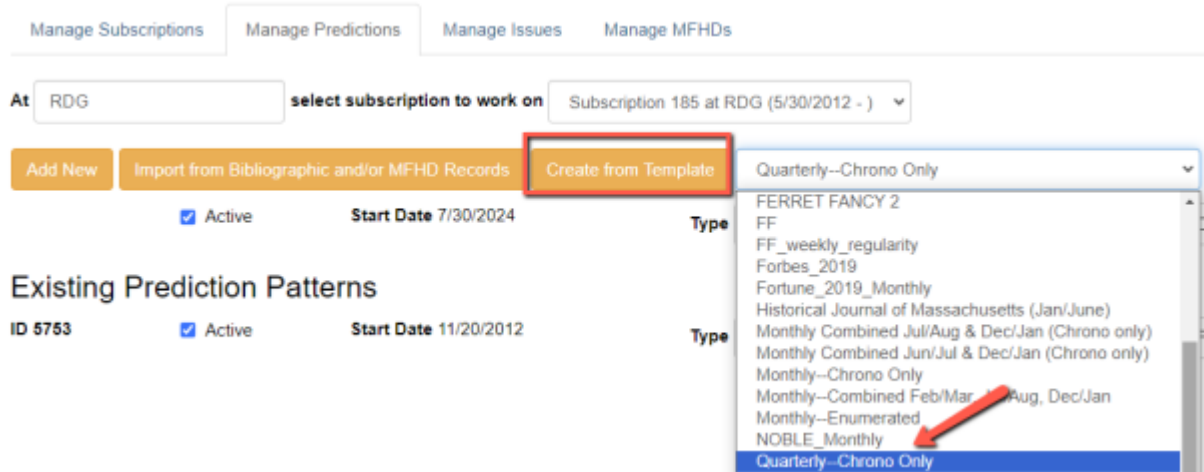 Manage Subscriptions Manage Predictions Manage Issues Manage MFHDs
At RDG select subscription to work on Subscription 185 at RDG (5/30/2012 - )
Add New Import from Bibliographic and/or MFHD Records Create from Template Quarterly--Chrono Only
Active Start Date 7/30/2024 Type
Existing Prediction Patterns
ID 5753 Active Start Date 11/20/2012 Type
FERRET FANCY 2
FF
FF_weekly_regularity
Forbes_2019
Fortune_2019_Monthly
Historical Journal of Massachusetts (Jan/June)
Monthly Combined Jul/Aug & Dec/Jan (Chrono only)
Monthly Combined Jun/Jul & Dec/Jan (Chrono only)
Monthly--Chrono Only
Monthly--Combined Feb/Mar, Aug, Dec/Jan
Monthly--Enumerated
NOBLE_Monthly
Quarterly--Chrono Only